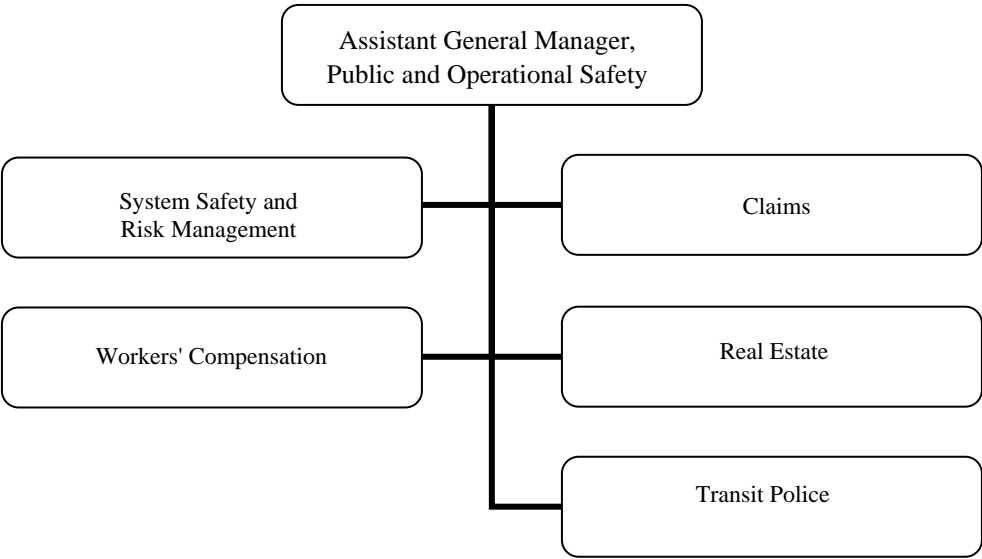 Assistant General Manager,
Public and Operational Safety
System Safety and
Risk Management
Claims
Workers' Compensation
Real Estate
Transit Police